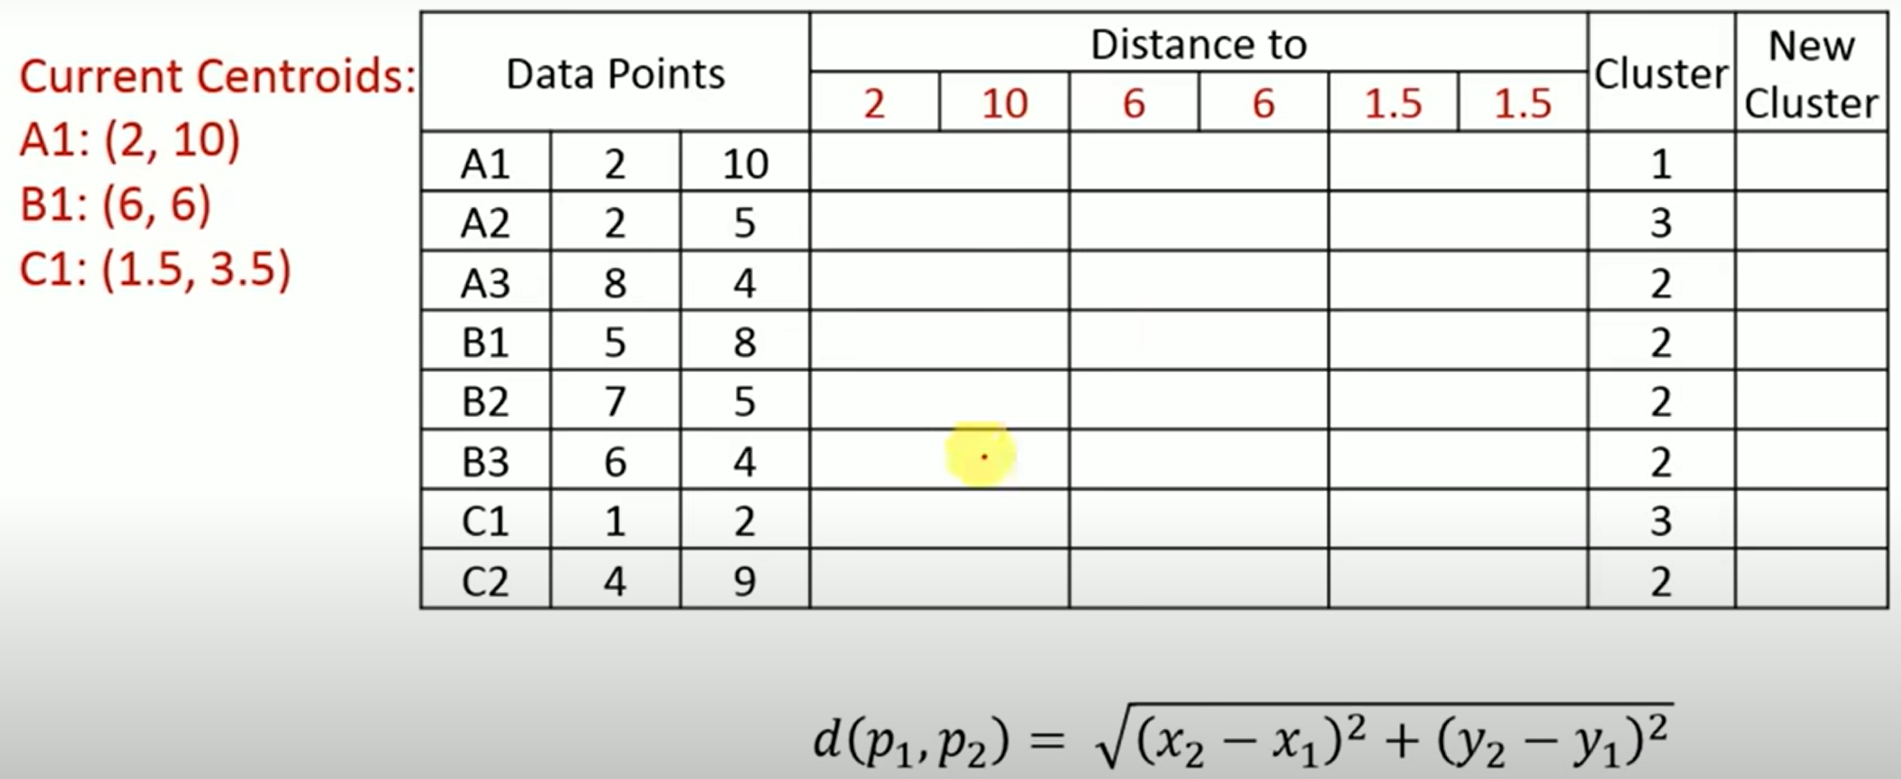 Current Centroids:
A1: (2, 10)
B1: (6, 6)
C1: (1.5, 3.5)
Data Points Distance to Cluster New Cluster
2 10 6 6 1.5 1.5
A1 2 10 1
A2 2 5 3
A3 8 4 2
B1 5 8 2
B2 7 5 2
B3 6 4 2
C1 1 2 3
C2 4 9 2
d(p₁, p₂) = √(x₂ − x₁)² + (y₂ − y₁)²